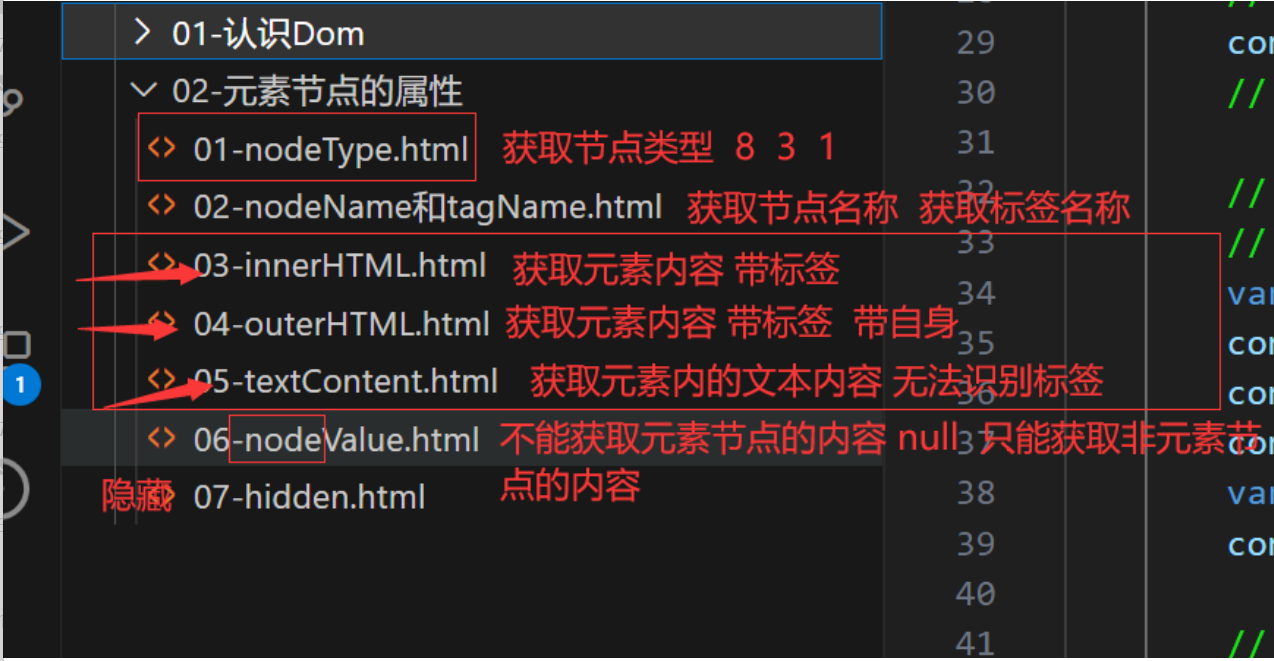 01-认识Dom
29 con
02-元素节点的属性
30 //
01-nodeType.html 获取节点类型 8 3 1
31
02-nodeName和tagName.html 获取节点名称 获取标签名称
32 //
33 //
03-innerHTML.html 获取元素内容 带标签
34 var
04-outerHTML.html 获取元素内容 带标签 带自身
35 con
05-textContent.html 获取元素内的文本内容 无法识别标签
36 con
1
06-nodeValue.html 不能获取元素节点的内容 null 只能获取非元素节
37 con
点的内容
38 var
隐藏 07-hidden.html
39 con
40
41 //